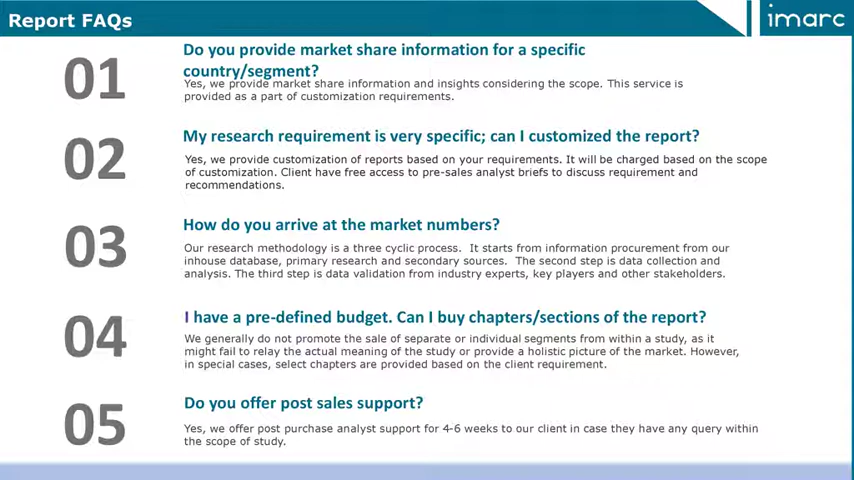 Report FAQs
imarc
01
Do you provide market share information for a specific
country/segment?
Yes, we provide market share information and insights considering the scope. This service is
provided as a part of customization requirements.
02
My research requirement is very specific; can I customized the report?
Yes, we provide customization of reports based on your requirements. It will be charged based on the scope
of customization. Client have free access to pre-sales analyst briefs to discuss requirement and
recommendations.
03
How do you arrive at the market numbers?
Our research methodology is a three cyclic process. It starts from information procurement from our
inhouse database, primary research and secondary sources. The second step is data collection and
analysis. The third step is data validation from industry experts, key players and other stakeholders.
04
I have a pre-defined budget. Can I buy chapters/sections of the report?
We generally do not promote the sale of separate or individual segments from within a study, as it
might fail to relay the actual meaning of the study or provide a holistic picture of the market. However,
in special cases, select chapters are provided based on the client requirement.
05
Do you offer post sales support?
Yes, we offer post purchase analyst support for 4-6 weeks to our client in case they have any query within
the scope of study.